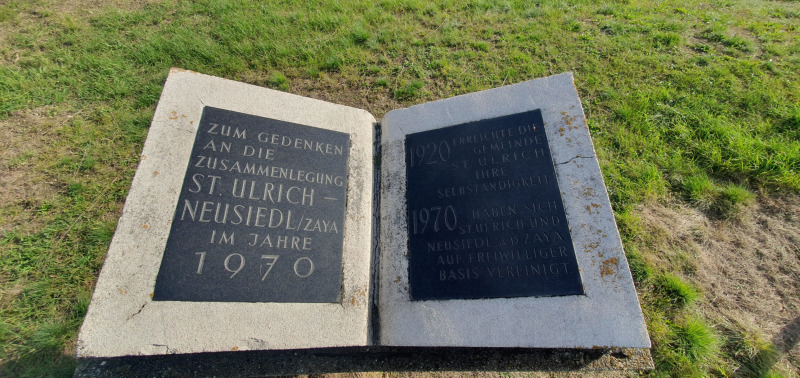 ZUM GEDENKEN
AN DIE
ZUSAMMENLEGUNG
ST. ULRICH –
NEUSIEDL/ZAYA
IM JAHRE
1970
1920 ERREICHTE DIE
GEMEINDE
ST. ULRICH
IHRE
SELBSTÄNDIGKEIT
1970 HABEN SICH
ST. ULRICH UND
NEUSIEDL a.d. ZAYA
AUF FREIWILLIGER
BASIS VEREINIGT